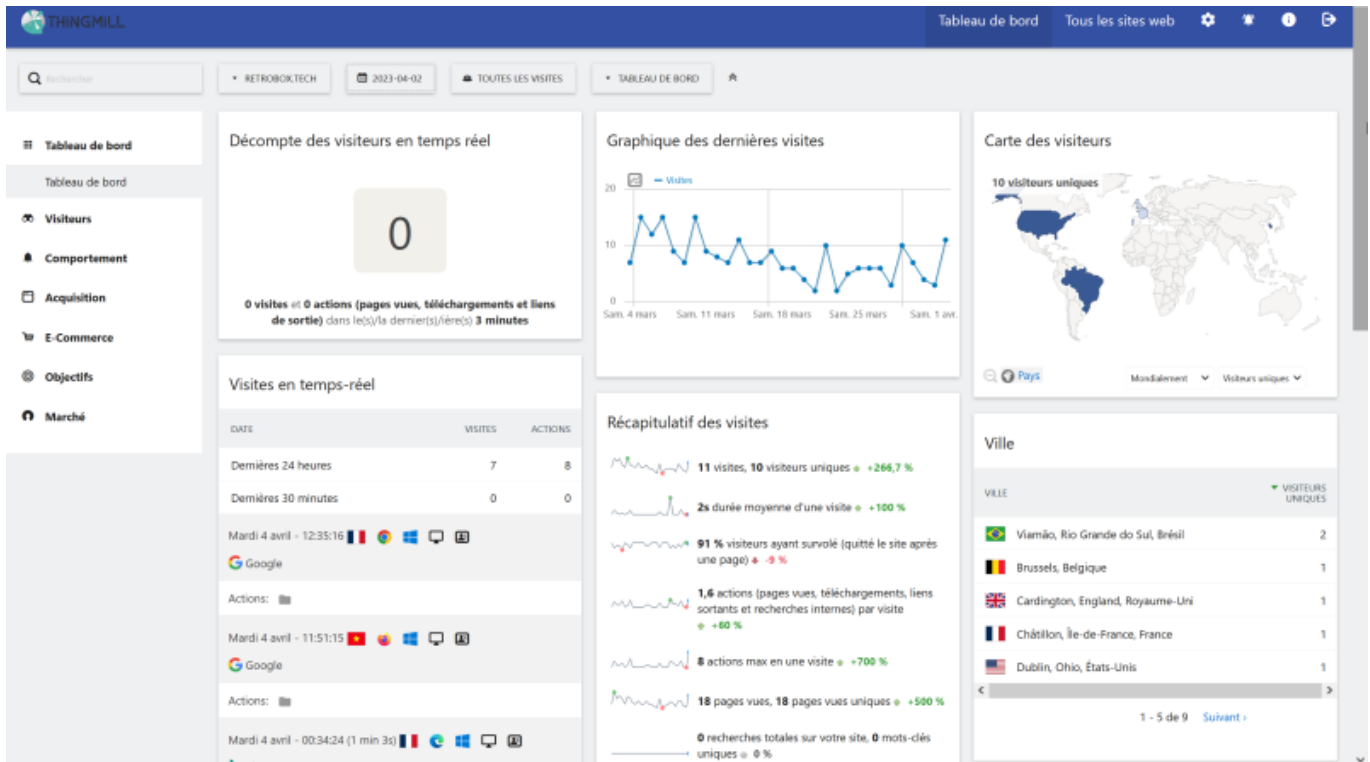 THINGMILL
Tableau de bord
Tous les sites web
Rechercher
RETROBOX.TECH
2023-04-02
TOUTES LES VISITES
TABLEAU DE BORD
Tableau de bord
Tableau de bord
Visiteurs
Comportement
Acquisition
E-Commerce
Objectifs
Marché
Décompte des visiteurs en temps réel
0
0 visites et 0 actions (pages vues, téléchargements et liens
de sortie) dans le(s)/la dernier(s)/ière(s) 3 minutes
Visites en temps-réel
DATE VISITES ACTIONS
Dernières 24 heures 7 8
Dernières 30 minutes 0 0
Mardi 4 avril - 12:35:16
Google
Actions:
Mardi 4 avril - 11:51:15
Google
Actions:
Mardi 4 avril - 00:34:24 (1 min 3s)
Graphique des dernières visites
Visites
20
10
0
Sam. 4 mars Sam. 11 mars Sam. 18 mars Sam. 25 mars Sam. 1 avr.
Récapitulatif des visites
11 visites, 10 visiteurs uniques +266,7 %
2s durée moyenne d'une visite +100 %
91 % visiteurs ayant survolé (quitté le site après
une page) -9 %
1,6 actions (pages vues, téléchargements, liens
sortants et recherches internes) par visite
+60 %
8 actions max en une visite +700 %
18 pages vues, 18 pages vues uniques +500 %
0 recherches totales sur votre site, 0 mots-clés
uniques 0 %
Carte des visiteurs
10 visiteurs uniques
Pays
Mondialement
Visiteurs uniques
Ville
VILLE VISITEURS
UNIQUES
Viamão, Rio Grande do Sul, Brésil 2
Brussels, Belgique 1
Cardington, England, Royaume-Uni 1
Châtillon, Île-de-France, France 1
Dublin, Ohio, États-Unis 1
1 - 5 de 9 Suivant ›